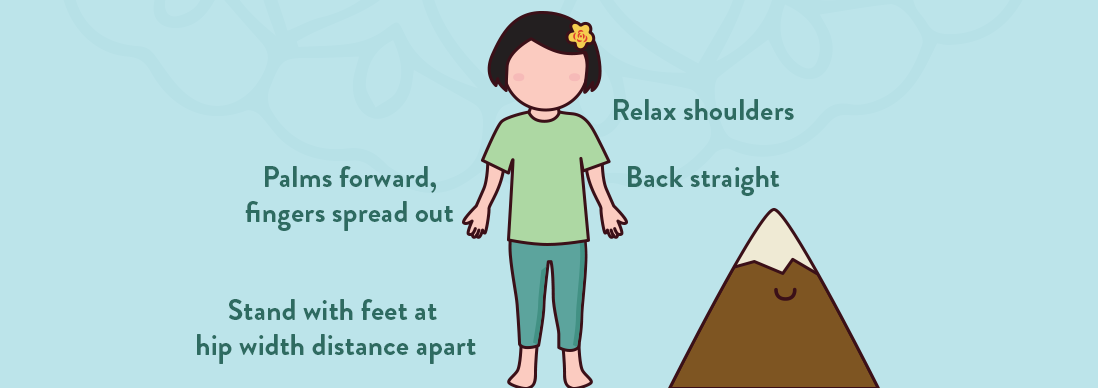 Relax shoulders
Palms forward,
fingers spread out
Back straight
Stand with feet at
hip width distance apart